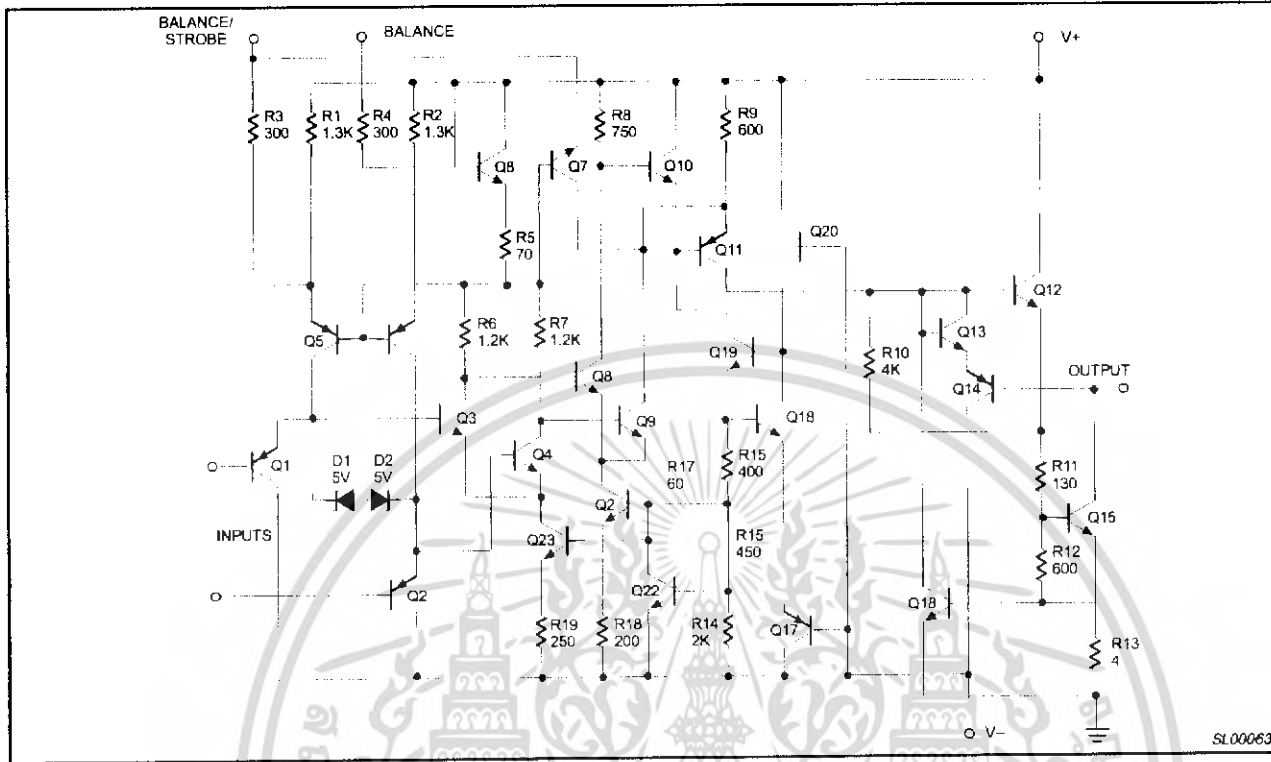 BALANCE/
STROBE
BALANCE
V+
R3
300
R1
1.3K
R4
300
R2
1.3K
Q8
Q7
R8
750
Q10
R9
600
R5
70
Q11
Q20
Q12
Q5
R6
1.2K
R7
1.2K
Q8
Q19
R10
4K
Q13
Q14
OUTPUT
Q3
Q9
Q18
Q1
D1
5V
D2
5V
Q4
R17
60
R15
400
R11
130
Q2
Q15
INPUTS
Q23
R15
450
R12
600
Q2
Q22
Q18
R19
250
R18
200
R14
2K
Q17
R13
4
V–
SL00063